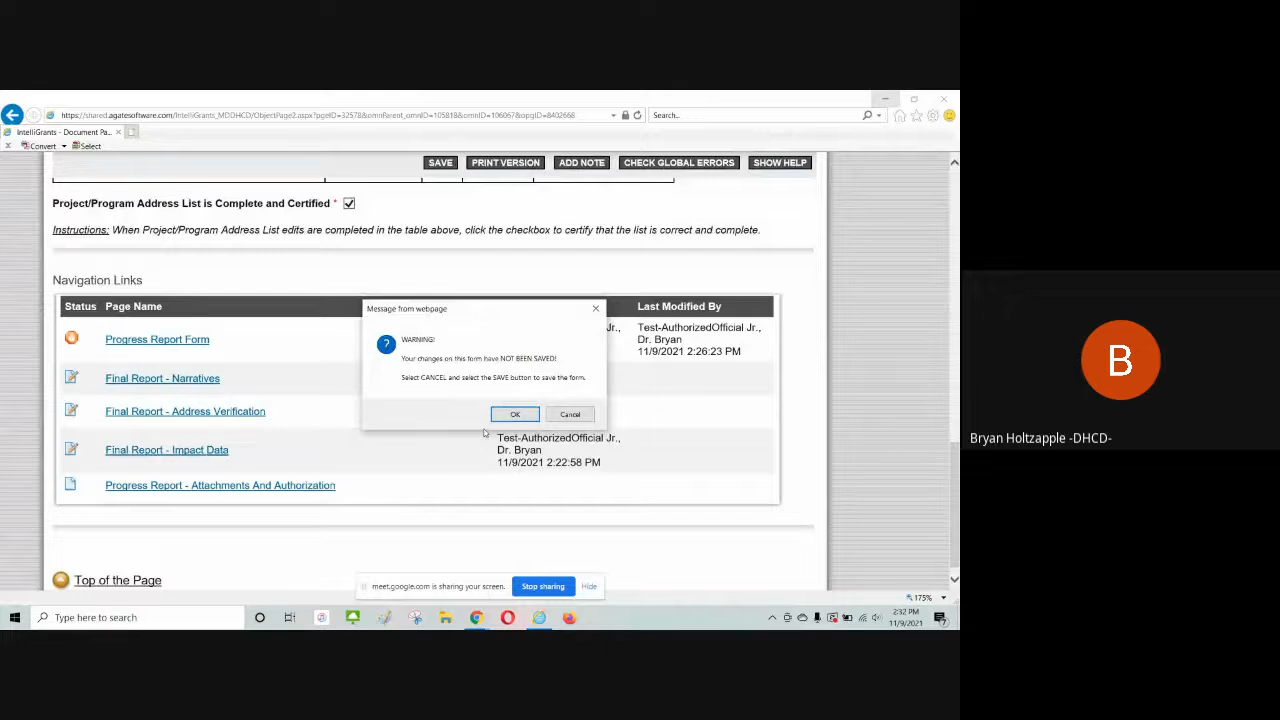 https://shared.agatesoftware.com/IntelliGrants_MDDHCD/ObjectPage2.aspx?pgeID=32578&omnParent_omnID=105818&omnID=106067&opgID=8402668
Search...
IntelliGrants - Document Pa...
Convert
Select
SAVE
PRINT VERSION
ADD NOTE
CHECK GLOBAL ERRORS
SHOW HELP
Project/Program Address List is Complete and Certified *
Instructions: When Project/Program Address List edits are completed in the table above, click the checkbox to certify that the list is correct and complete.
Navigation Links
Status Page Name Last Modified By
Progress Report Form
Jr.,
Test-AuthorizedOfficial Jr.,
Dr. Bryan
11/9/2021 2:26:23 PM
Final Report - Narratives
Final Report - Address Verification
Final Report - Impact Data
Test-AuthorizedOfficial Jr.,
Dr. Bryan
11/9/2021 2:22:58 PM
Progress Report - Attachments And Authorization
Message from webpage
WARNING!
Your changes on this form have NOT BEEN SAVED!
Select CANCEL and select the SAVE button to save the form.
OK
Cancel
Top of the Page
meet.google.com is sharing your screen.
Stop sharing
Hide
175%
Type here to search
2:32 PM
11/9/2021
B
Bryan Holtzapple -DHCD-